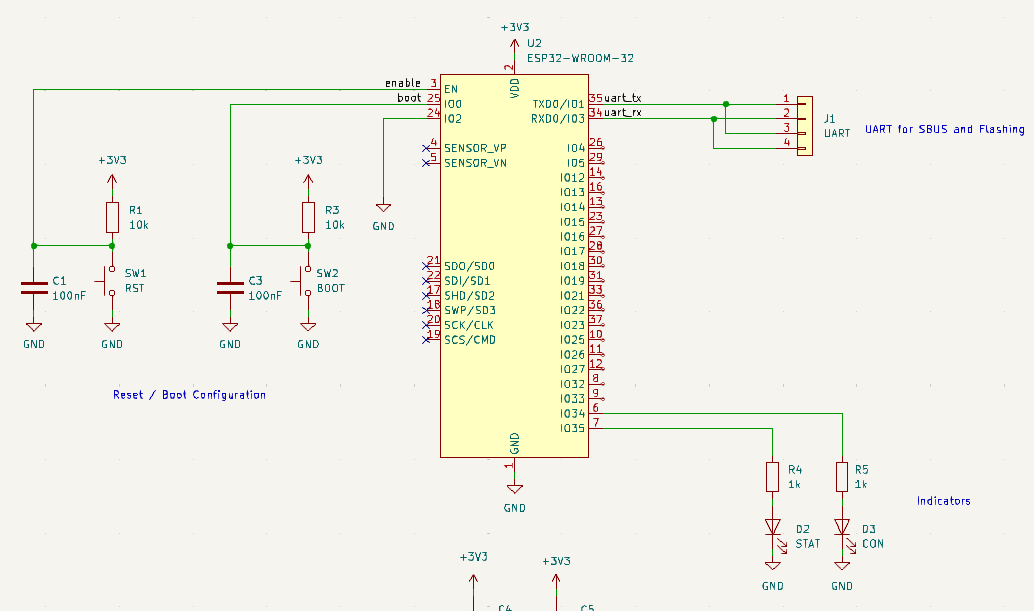 +3V3
U2
ESP32-WROOM-32
2
VDD
enable
3
EN
boot
25
IO0
24
IO2
4
SENSOR_VP
5
SENSOR_VN
21
SDO/SD0
22
SDI/SD1
17
SHD/SD2
18
SWP/SD3
20
SCK/CLK
19
SCS/CMD
TXD0/IO1
35
uart_tx
RXD0/IO3
34
uart_rx
IO4
26
IO5
29
IO12
14
IO13
16
IO14
13
IO15
23
IO16
27
IO17
28
IO18
30
IO19
31
IO21
33
IO22
36
IO23
37
IO25
10
IO26
11
IO27
12
IO32
8
IO33
9
IO34
6
IO35
7
GND
1
GND
1
2
3
4
J1
UART
UART for SBUS and Flashing
+3V3
R1
10k
C1
100nF
SW1
RST
GND
GND
+3V3
R3
10k
C3
100nF
SW2
BOOT
GND
GND
GND
Reset / Boot Configuration
R4
1k
R5
1k
Indicators
D2
STAT
D3
CON
GND
GND
+3V3
+3V3
C4
C5